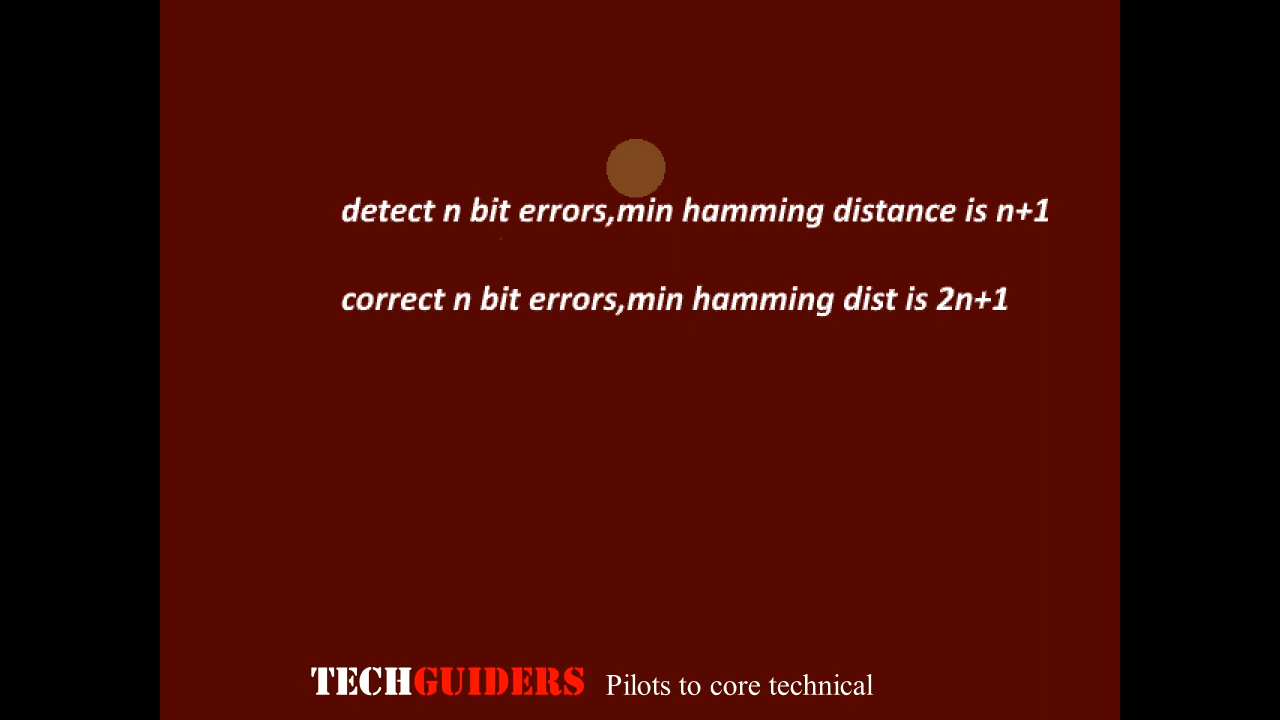 detect n bit errors,min hamming distance is n+1
correct n bit errors,min hamming dist is 2n+1
TECHGUIDERS Pilots to core technical